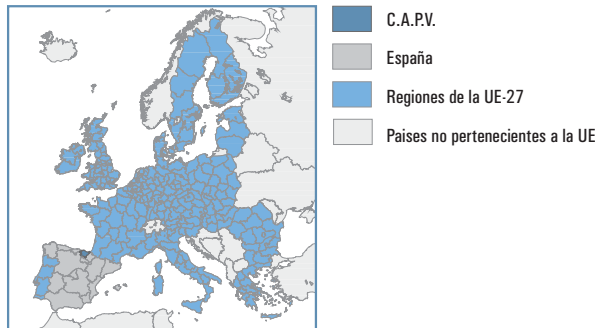 C.A.P.V.
España
Regiones de la UE-27
Paises no pertenecientes a la UE